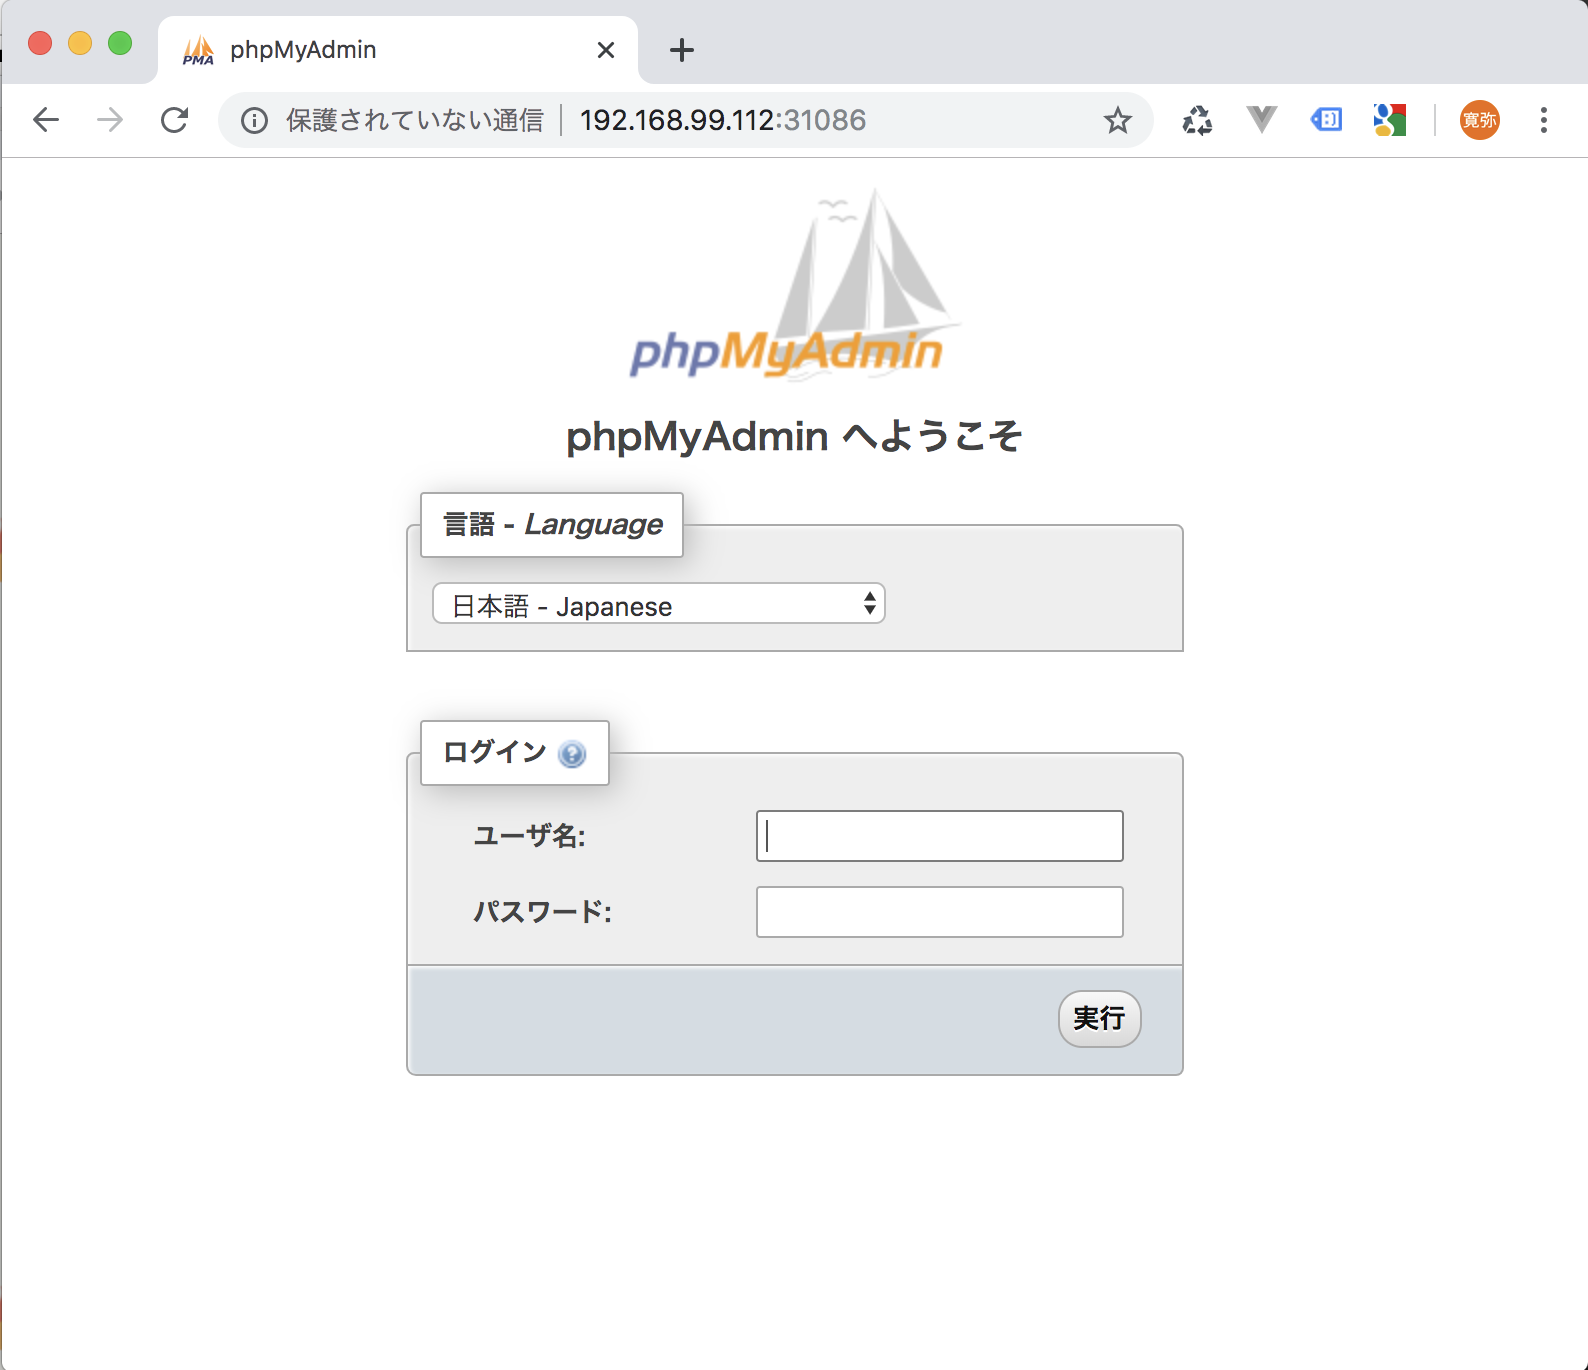 PMA
phpMyAdmin
保護されていない通信
192.168.99.112:31086
寛弥
phpMyAdmin
phpMyAdmin へようこそ
言語 - Language
日本語 - Japanese
ログイン
ユーザ名:
パスワード:
実行